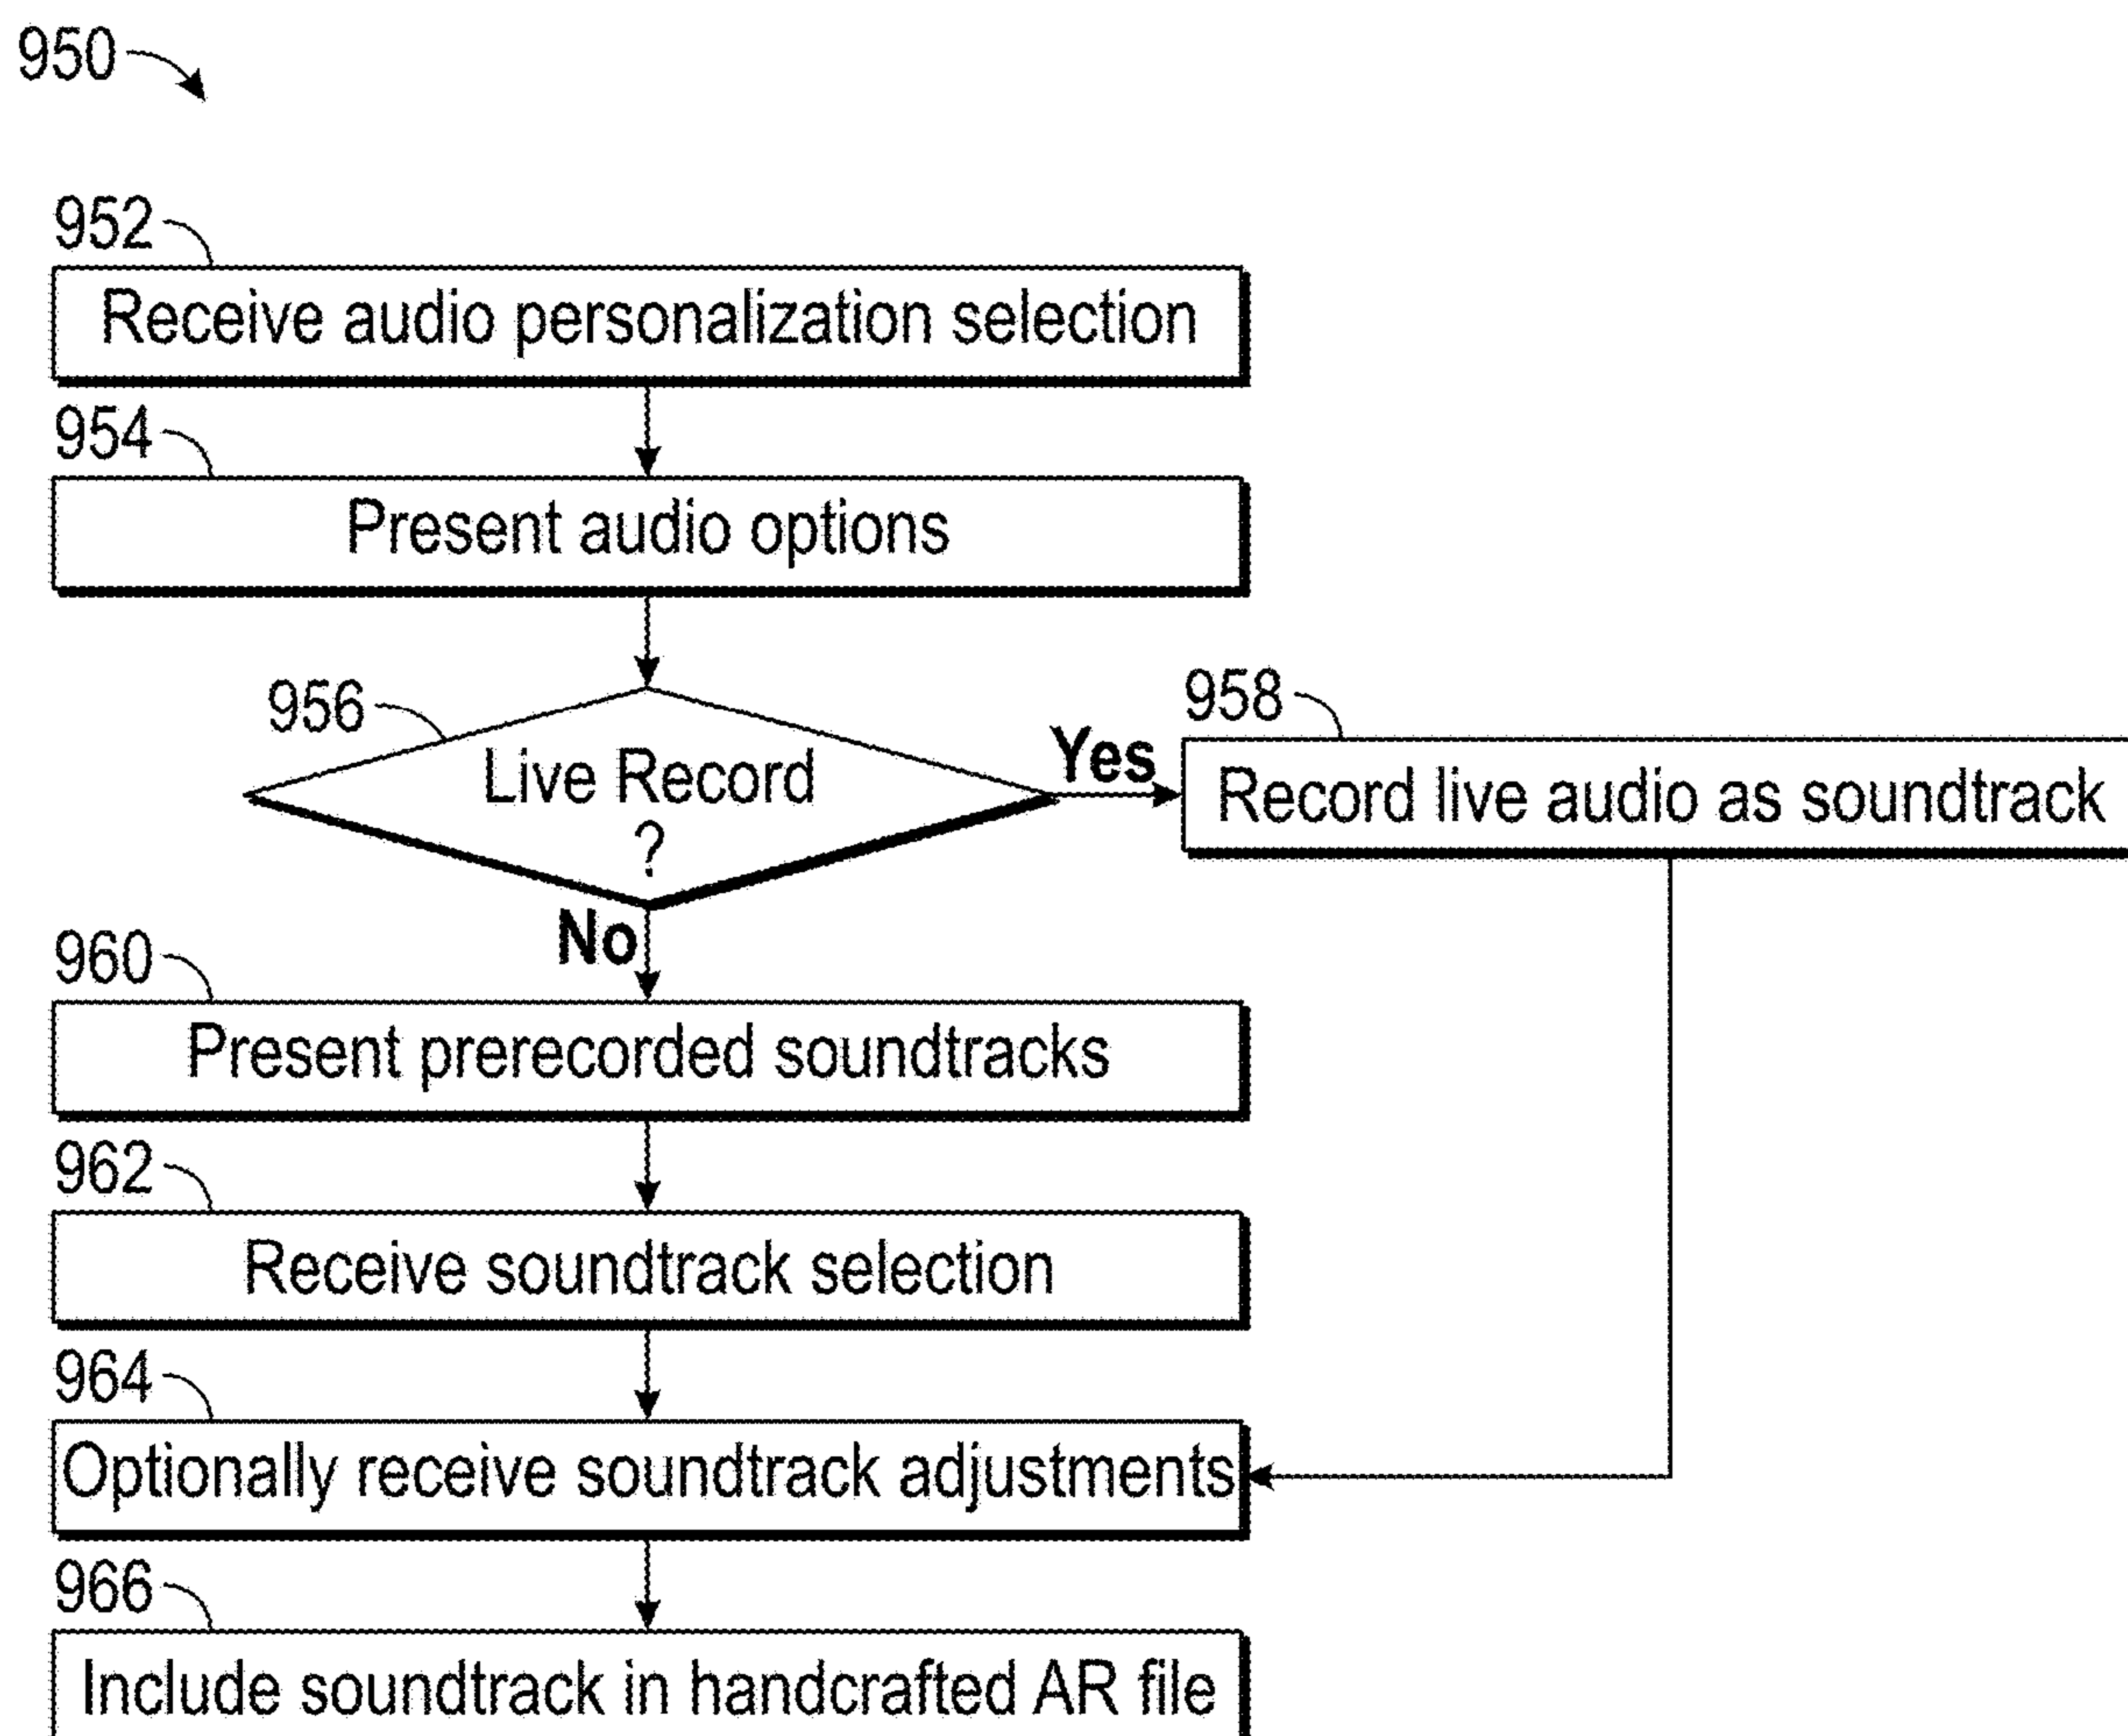 950
952
Receive audio personalization selection
954
Present audio options
956
Live Record
?
Yes
958
Record live audio as soundtrack
No
960
Present prerecorded soundtracks
962
Receive soundtrack selection
964
Optionally receive soundtrack adjustments
966
Include soundtrack in handcrafted AR file